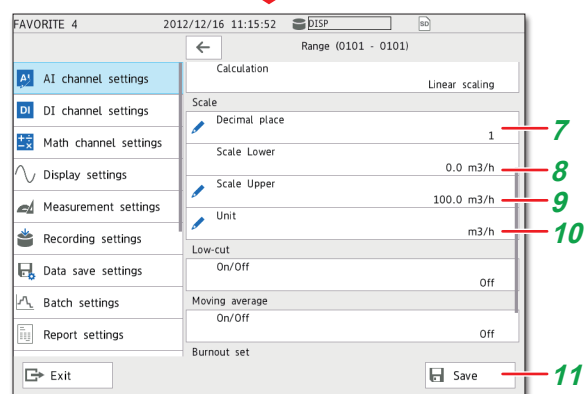 FAVORITE 4 2012/12/16 11:15:52 DISP SD
Range (0101 - 0101)
AI AI channel settings
DI DI channel settings
Math channel settings
Display settings
Measurement settings
Recording settings
Data save settings
Batch settings
Report settings
Exit
Calculation
Linear scaling
Scale
Decimal place
1
7
Scale Lower
0.0 m3/h
8
Scale Upper
100.0 m3/h
9
Unit
m3/h
10
Low-cut
On/Off
Off
Moving average
On/Off
Off
Burnout set
Save
11